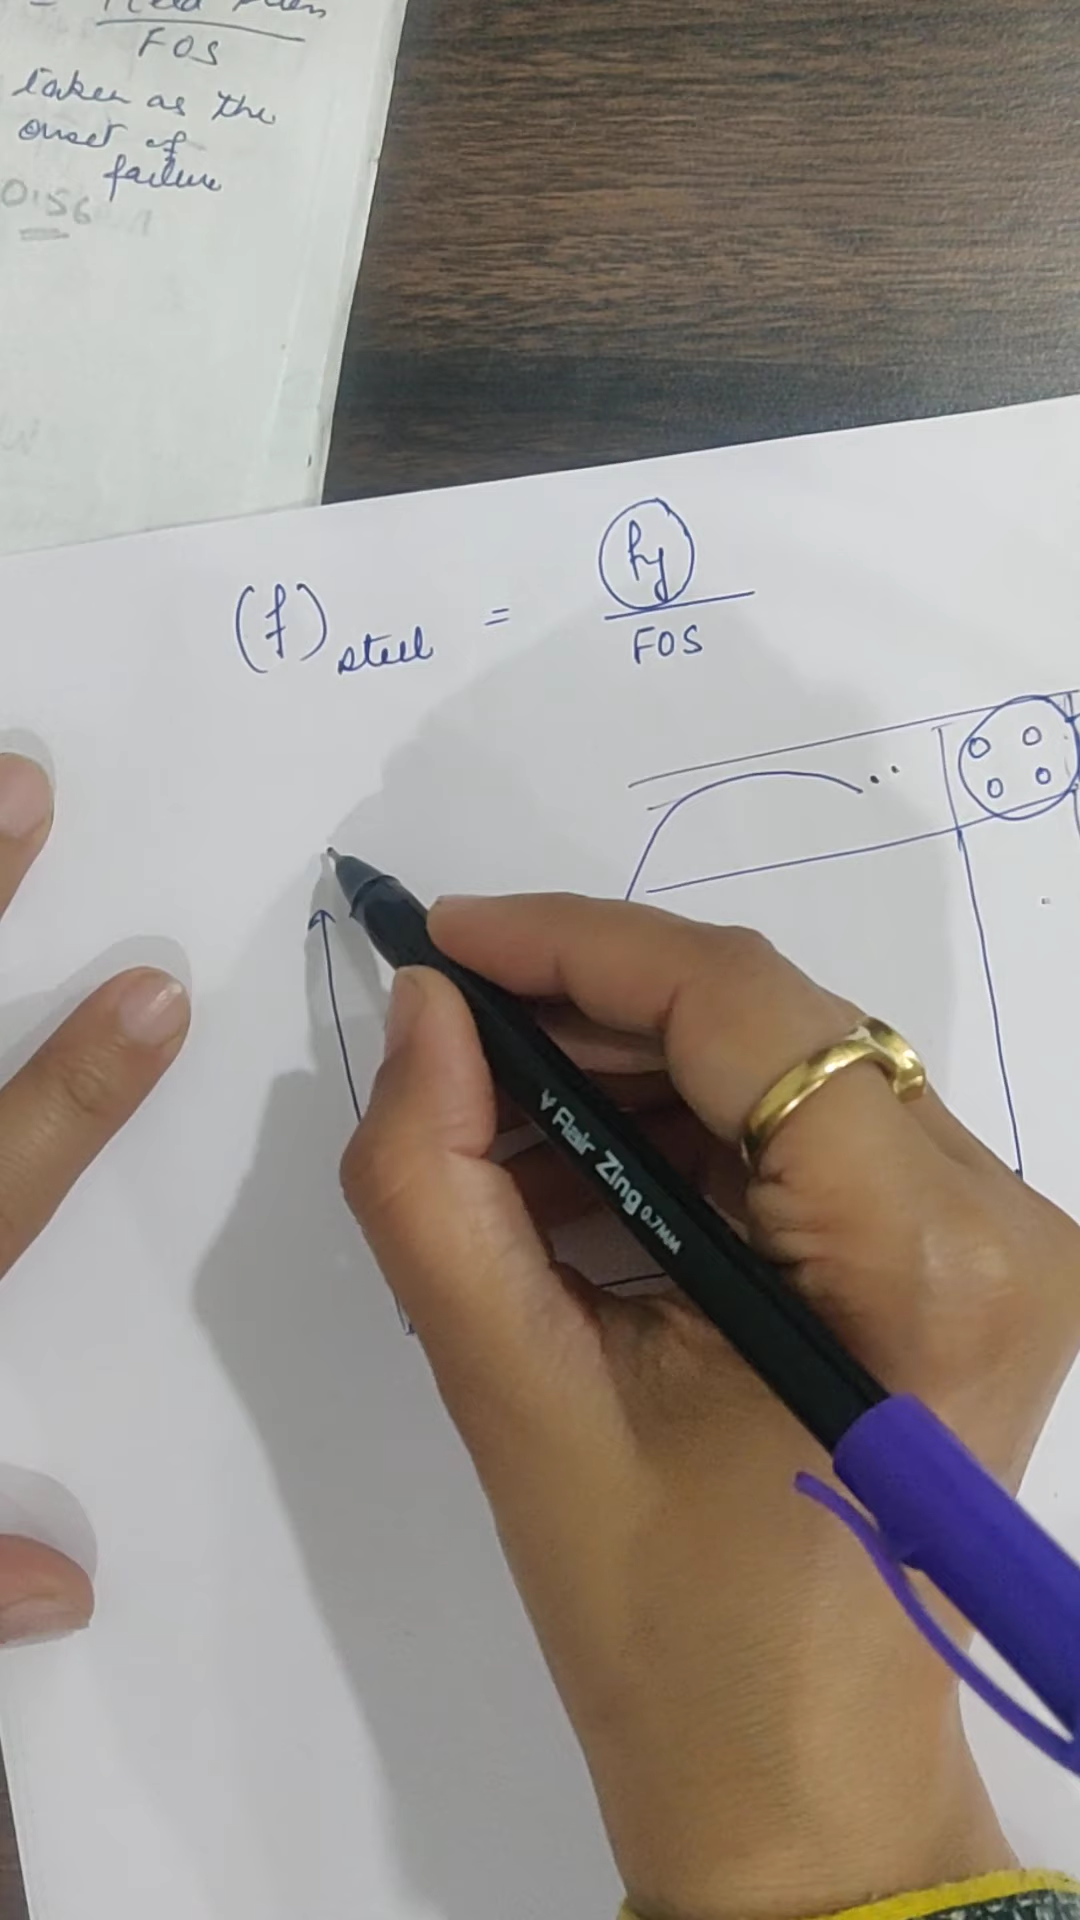 FOS
taken as the
onset of
failure
0.56
(f)steel = fy
FOS
Flair Zing 0.7MM